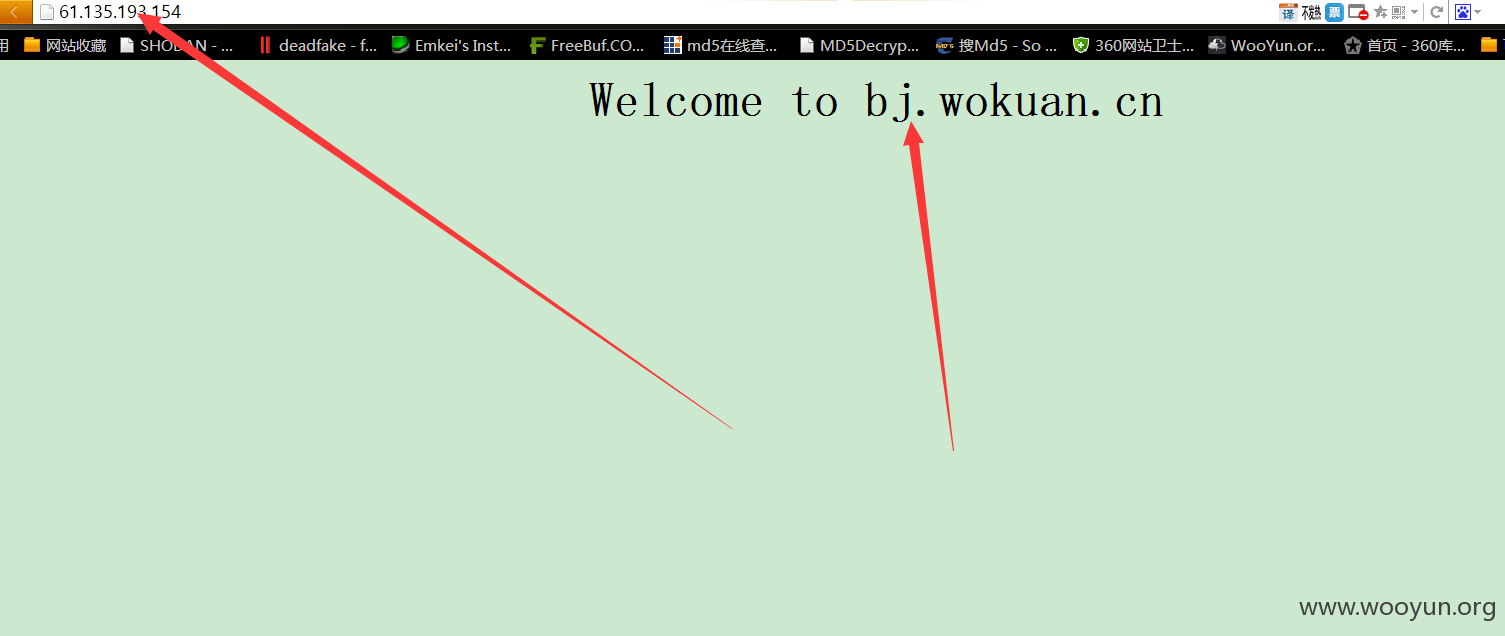 61.135.193.154
译 不熟 票
用 网站收藏 SHODAN - ... deadfake - f... Emkei's Inst... FreeBuf.CO... md5在线查... MD5Decryp... 搜Md5 - So ... 360网站卫士... WooYun.or... 首页 - 360库...
Welcome to bj.wokuan.cn
www.wooyun.org